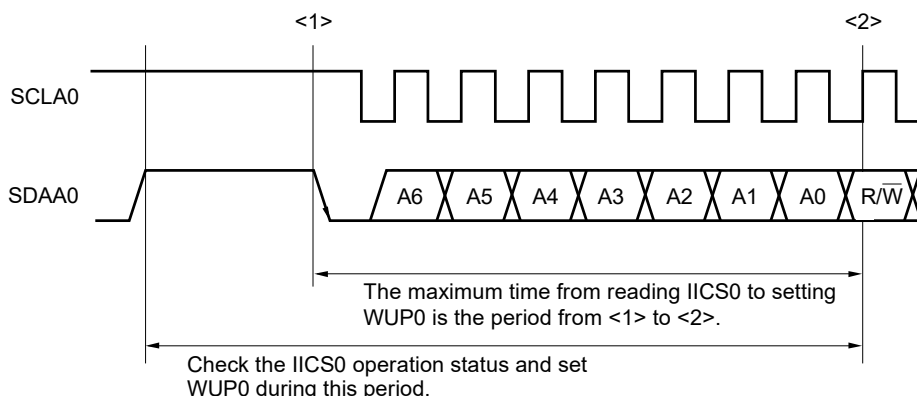 <1> <2>
SCLA0
SDAA0 A6 A5 A4 A3 A2 A1 A0 R/W̅
The maximum time from reading IICS0 to setting
WUP0 is the period from <1> to <2>.
Check the IICS0 operation status and set
WUP0 during this period.